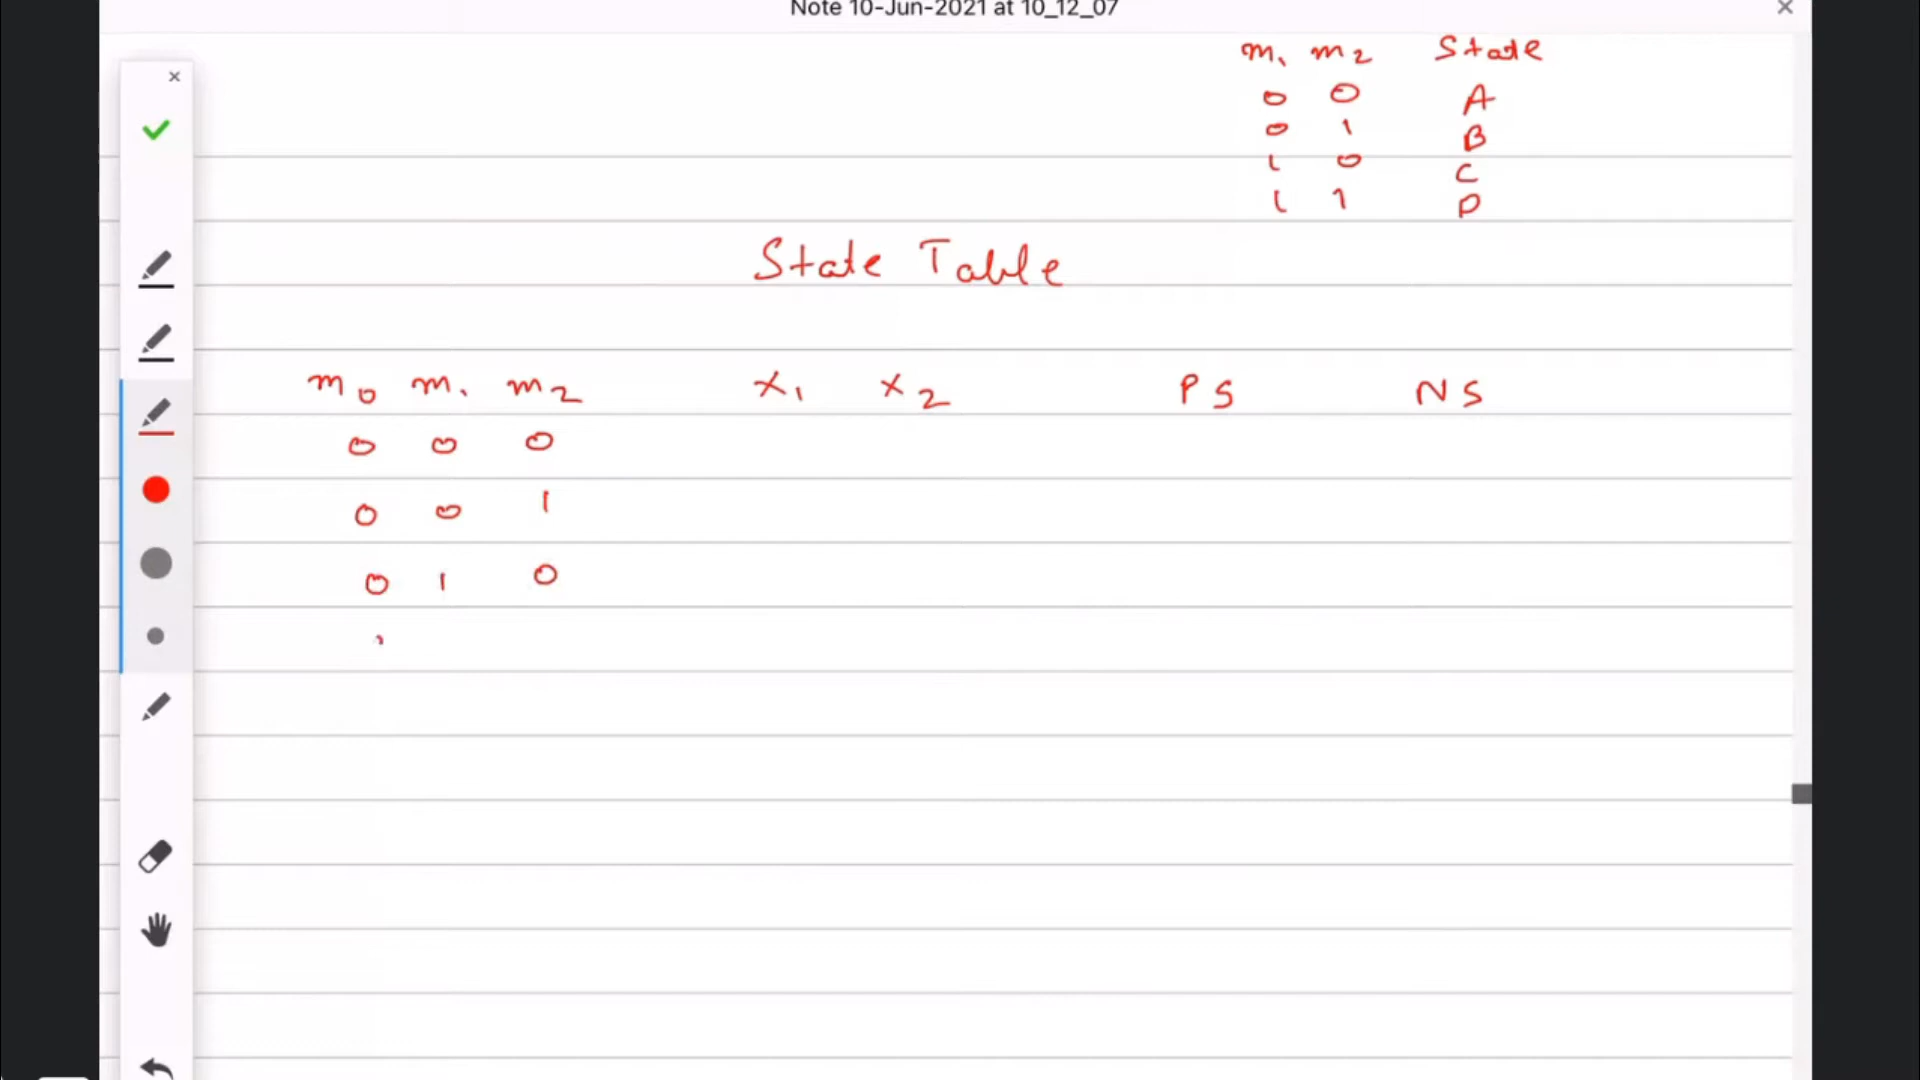 Note 10-Jun-2021 at 10_12_07
m1 m2 State
0 0 A
0 1 B
1 0 C
1 1 D
State Table
m0 m1 m2 x1 x2 PS NS
0 0 0
0 0 1
0 1 0